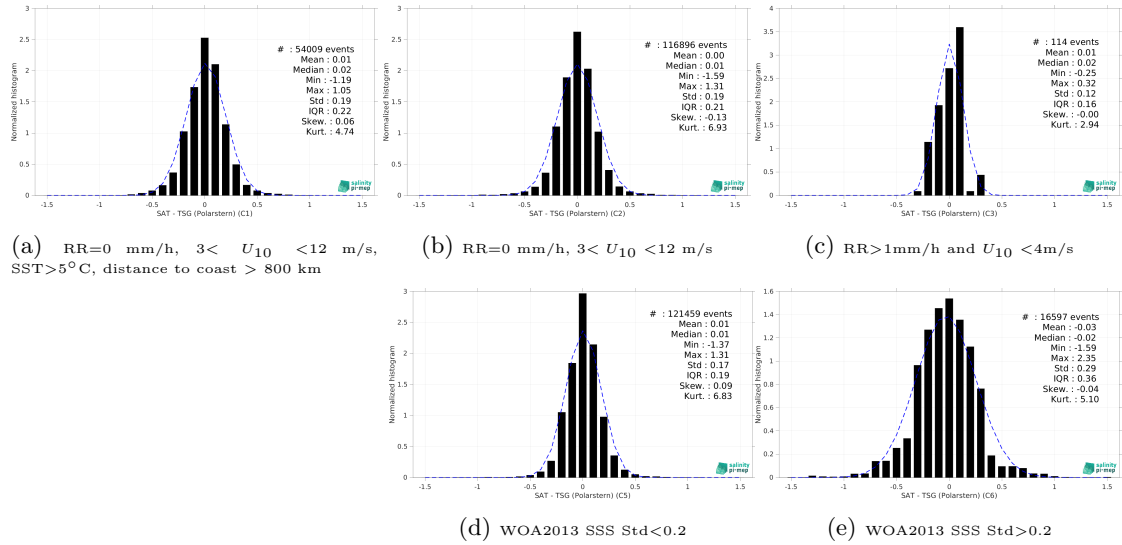 3
2.5
2
1.5
1
0.5
0
Normalized histogram
# : 54009 events
Mean : 0.01
Median : 0.02
Min : -1.19
Max : 1.05
Std : 0.19
IQR : 0.22
Skew. : 0.06
Kurt. : 4.74
salinity
pi-mep
-1.5 -1 -0.5 0 0.5 1 1.5
SAT - TSG (Polarstern) (C1)
(a) RR=0 mm/h, 3< U10 <12 m/s,
SST>5°C, distance to coast > 800 km
3
2.5
2
1.5
1
0.5
0
Normalized histogram
# : 116896 events
Mean : 0.00
Median : 0.01
Min : -1.59
Max : 1.31
Std : 0.19
IQR : 0.21
Skew. : -0.13
Kurt. : 6.93
salinity
pi-mep
-1.5 -1 -0.5 0 0.5 1 1.5
SAT - TSG (Polarstern) (C2)
(b) RR=0 mm/h, 3< U10 <12 m/s
4
3.5
3
2.5
2
1.5
1
0.5
0
Normalized histogram
# : 114 events
Mean : 0.01
Median : 0.02
Min : -0.25
Max : 0.32
Std : 0.12
IQR : 0.16
Skew. : -0.00
Kurt. : 2.94
salinity
pi-mep
-1.5 -1 -0.5 0 0.5 1 1.5
SAT - TSG (Polarstern) (C3)
(c) RR>1mm/h and U10 <4m/s
3
2.5
2
1.5
1
0.5
0
Normalized histogram
# : 121459 events
Mean : 0.01
Median : 0.01
Min : -1.37
Max : 1.31
Std : 0.17
IQR : 0.19
Skew. : 0.09
Kurt. : 6.83
salinity
pi-mep
-1.5 -1 -0.5 0 0.5 1 1.5
SAT - TSG (Polarstern) (C5)
(d) WOA2013 SSS Std<0.2
1.6
1.4
1.2
1
0.8
0.6
0.4
0.2
0
Normalized histogram
# : 16597 events
Mean : -0.03
Median : -0.02
Min : -1.59
Max : 2.35
Std : 0.29
IQR : 0.36
Skew. : -0.04
Kurt. : 5.10
salinity
pi-mep
-1.5 -1 -0.5 0 0.5 1 1.5
SAT - TSG (Polarstern) (C6)
(e) WOA2013 SSS Std>0.2